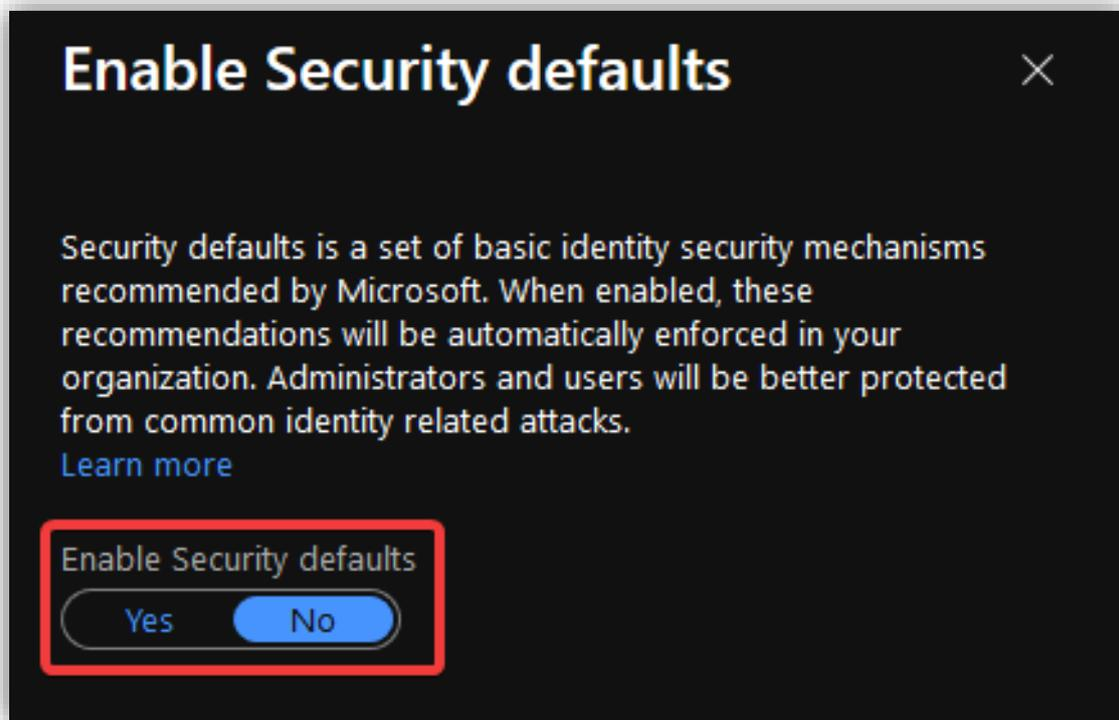 Enable Security defaults
Security defaults is a set of basic identity security mechanisms
recommended by Microsoft. When enabled, these
recommendations will be automatically enforced in your
organization. Administrators and users will be better protected
from common identity related attacks.
Learn more
Enable Security defaults
Yes No